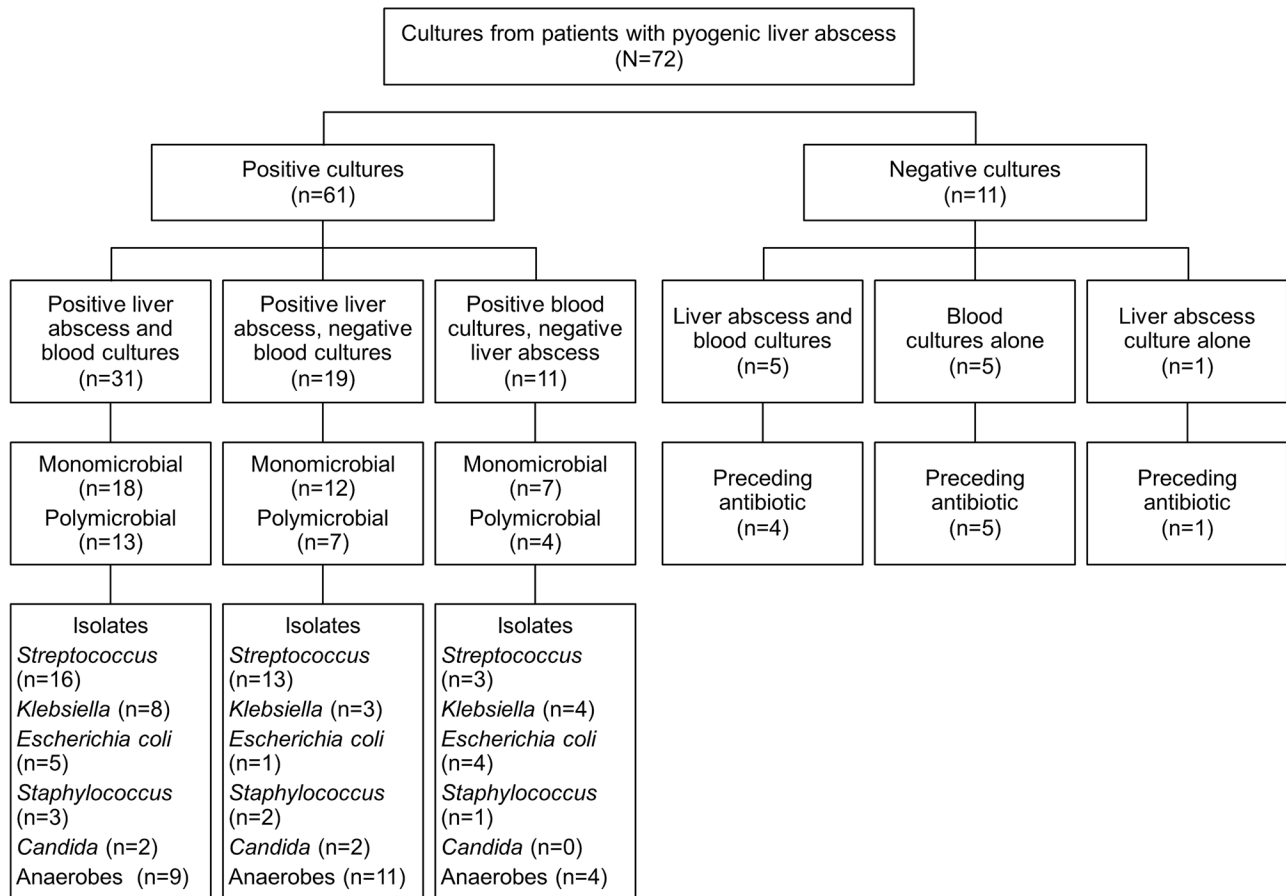 Cultures from patients with pyogenic liver abscess
(N=72)
Positive cultures
(n=61)
Negative cultures
(n=11)
Positive liver
abscess and
blood cultures
(n=31)
Positive liver
abscess, negative
blood cultures
(n=19)
Positive blood
cultures, negative
liver abscess
(n=11)
Liver abscess and
blood cultures
(n=5)
Blood
cultures alone
(n=5)
Liver abscess
culture alone
(n=1)
Monomicrobial
(n=18)
Polymicrobial
(n=13)
Monomicrobial
(n=12)
Polymicrobial
(n=7)
Monomicrobial
(n=7)
Polymicrobial
(n=4)
Preceding
antibiotic
(n=4)
Preceding
antibiotic
(n=5)
Preceding
antibiotic
(n=1)
Isolates
Streptococcus
(n=16)
Klebsiella (n=8)
Escherichia coli
(n=5)
Staphylococcus
(n=3)
Candida (n=2)
Anaerobes (n=9)
Isolates
Streptococcus
(n=13)
Klebsiella (n=3)
Escherichia coli
(n=1)
Staphylococcus
(n=2)
Candida (n=2)
Anaerobes (n=11)
Isolates
Streptococcus
(n=3)
Klebsiella (n=4)
Escherichia coli
(n=4)
Staphylococcus
(n=1)
Candida (n=0)
Anaerobes (n=4)